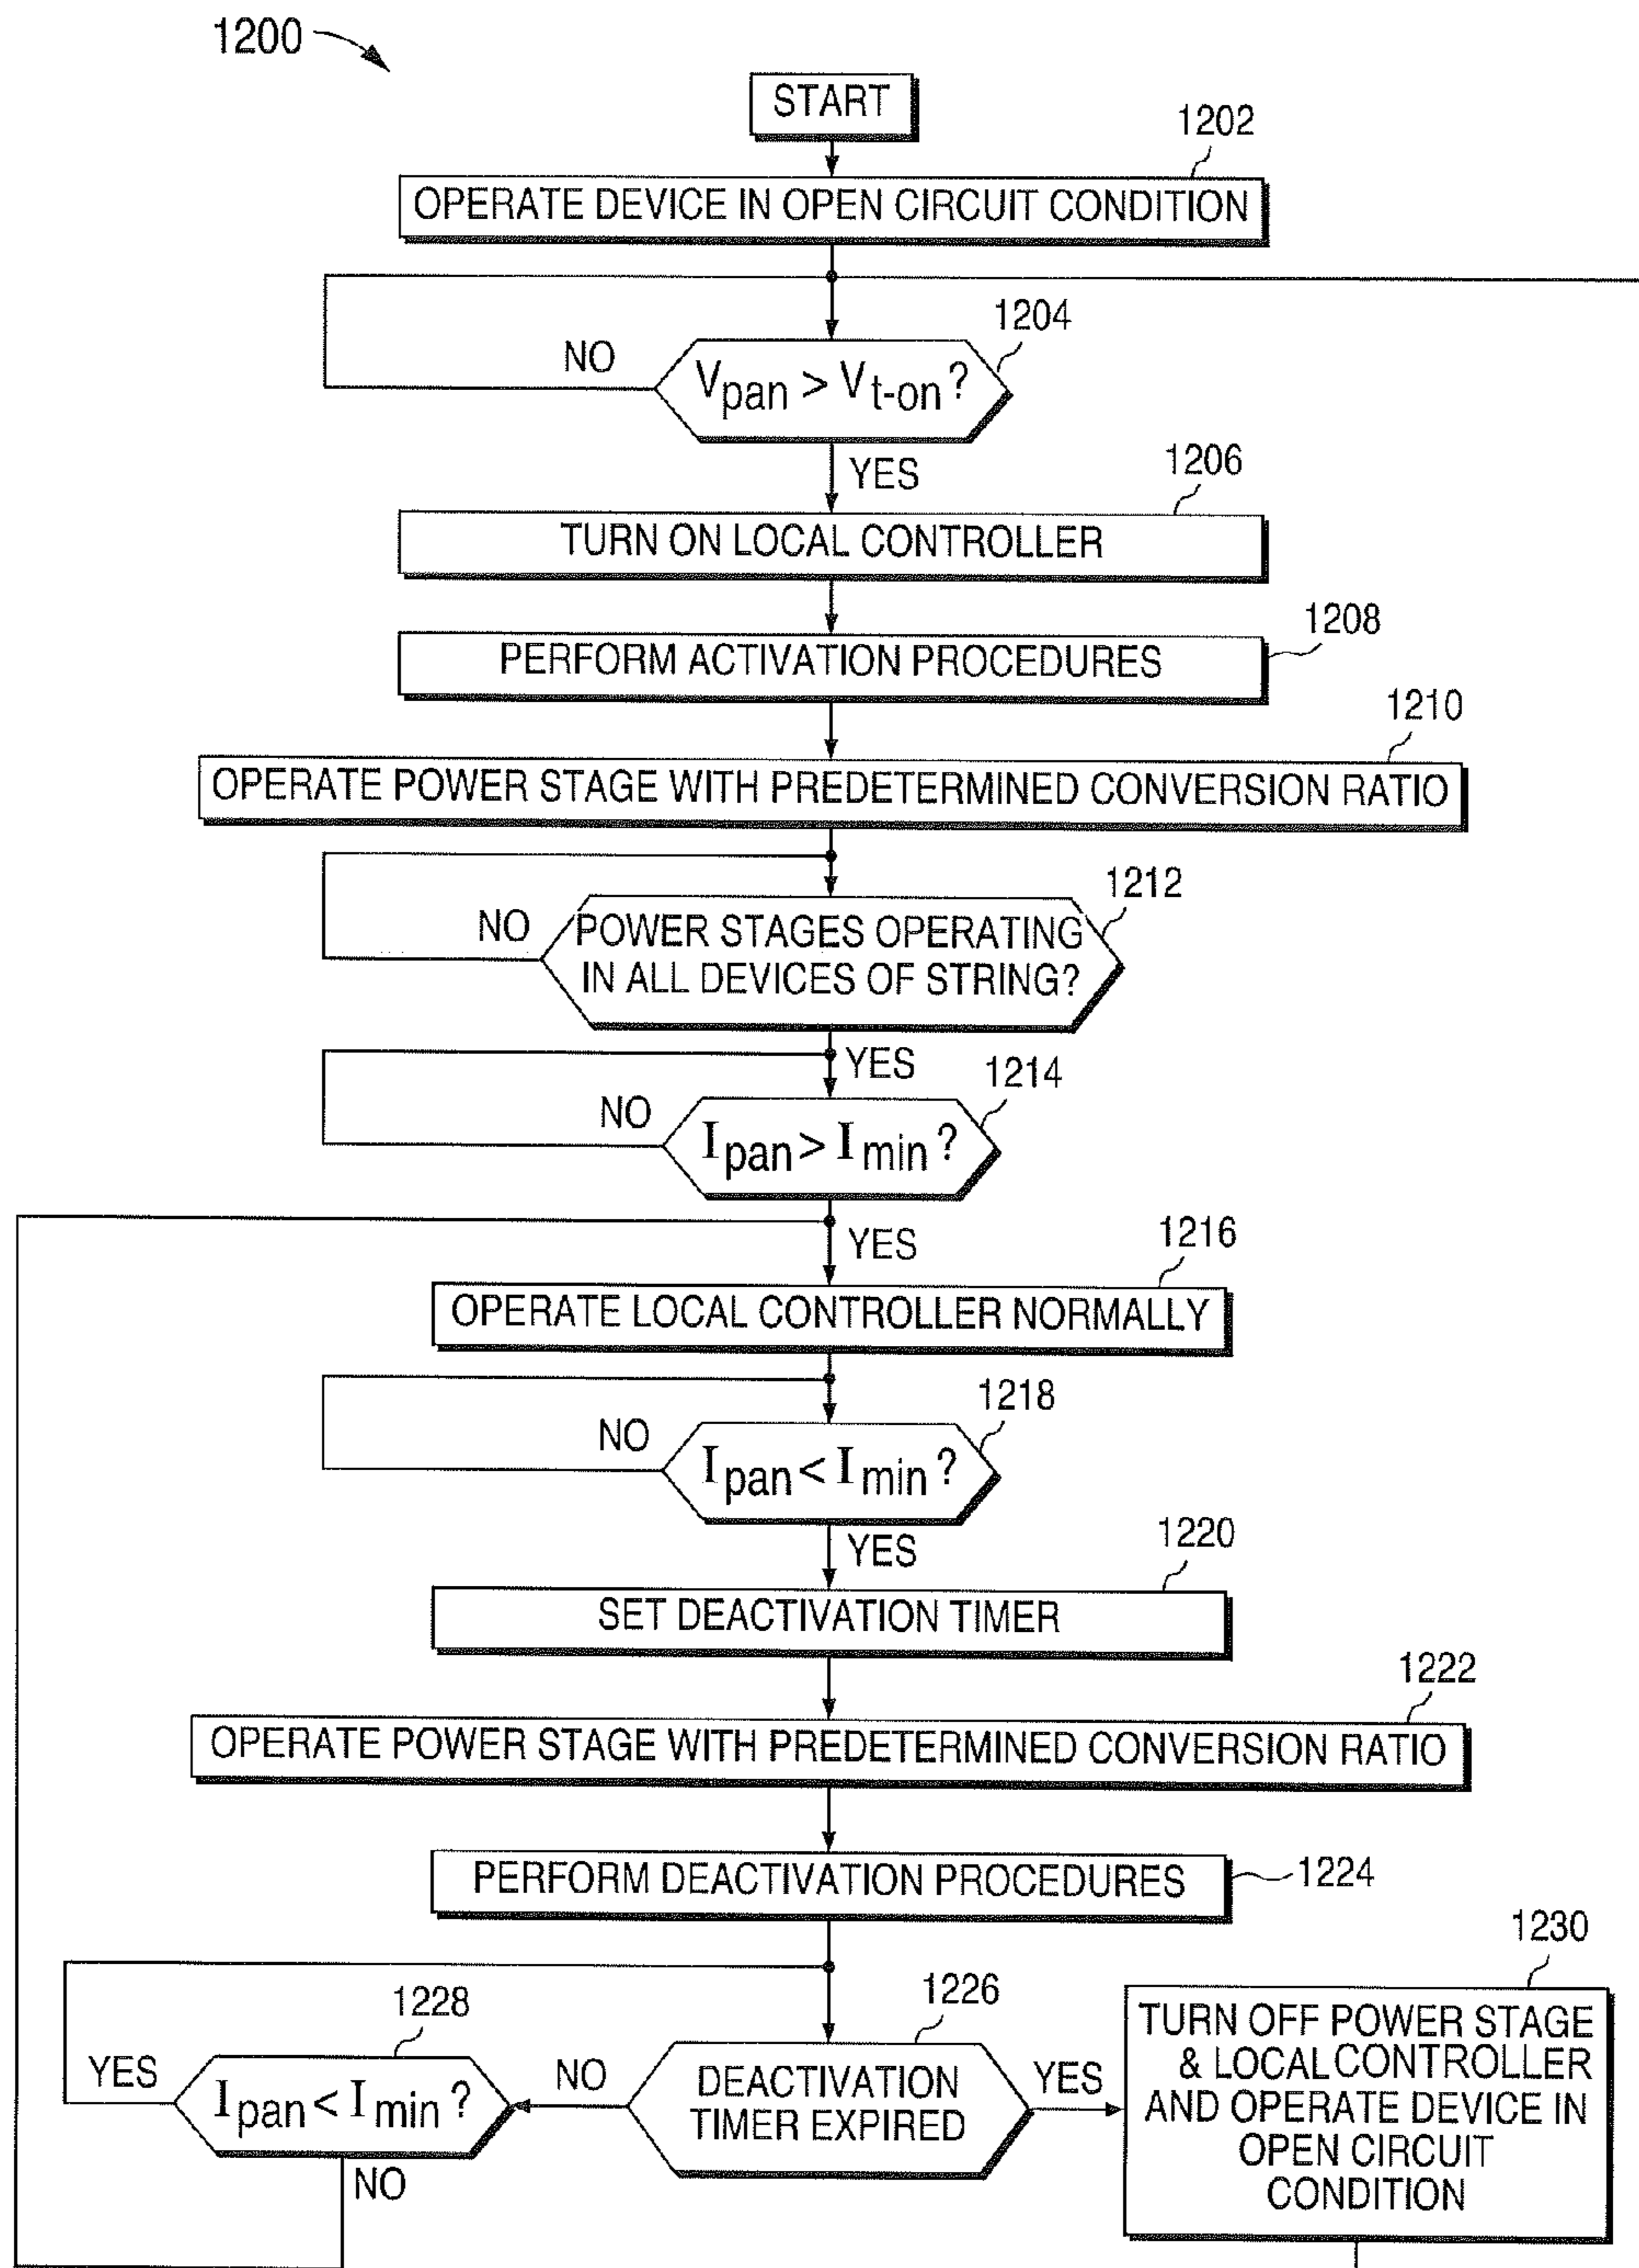 1200
START
1202
OPERATE DEVICE IN OPEN CIRCUIT CONDITION
1204
NO
Vpan > Vt-on ?
YES
1206
TURN ON LOCAL CONTROLLER
1208
PERFORM ACTIVATION PROCEDURES
1210
OPERATE POWER STAGE WITH PREDETERMINED CONVERSION RATIO
1212
NO
POWER STAGES OPERATING
IN ALL DEVICES OF STRING?
YES
1214
NO
Ipan > Imin ?
YES
1216
OPERATE LOCAL CONTROLLER NORMALLY
1218
NO
Ipan < Imin ?
YES
1220
SET DEACTIVATION TIMER
1222
OPERATE POWER STAGE WITH PREDETERMINED CONVERSION RATIO
PERFORM DEACTIVATION PROCEDURES
1224
1228
YES
Ipan < Imin ?
NO
1226
NO
DEACTIVATION
TIMER EXPIRED
YES
1230
TURN OFF POWER STAGE
& LOCAL CONTROLLER
AND OPERATE DEVICE IN
OPEN CIRCUIT
CONDITION